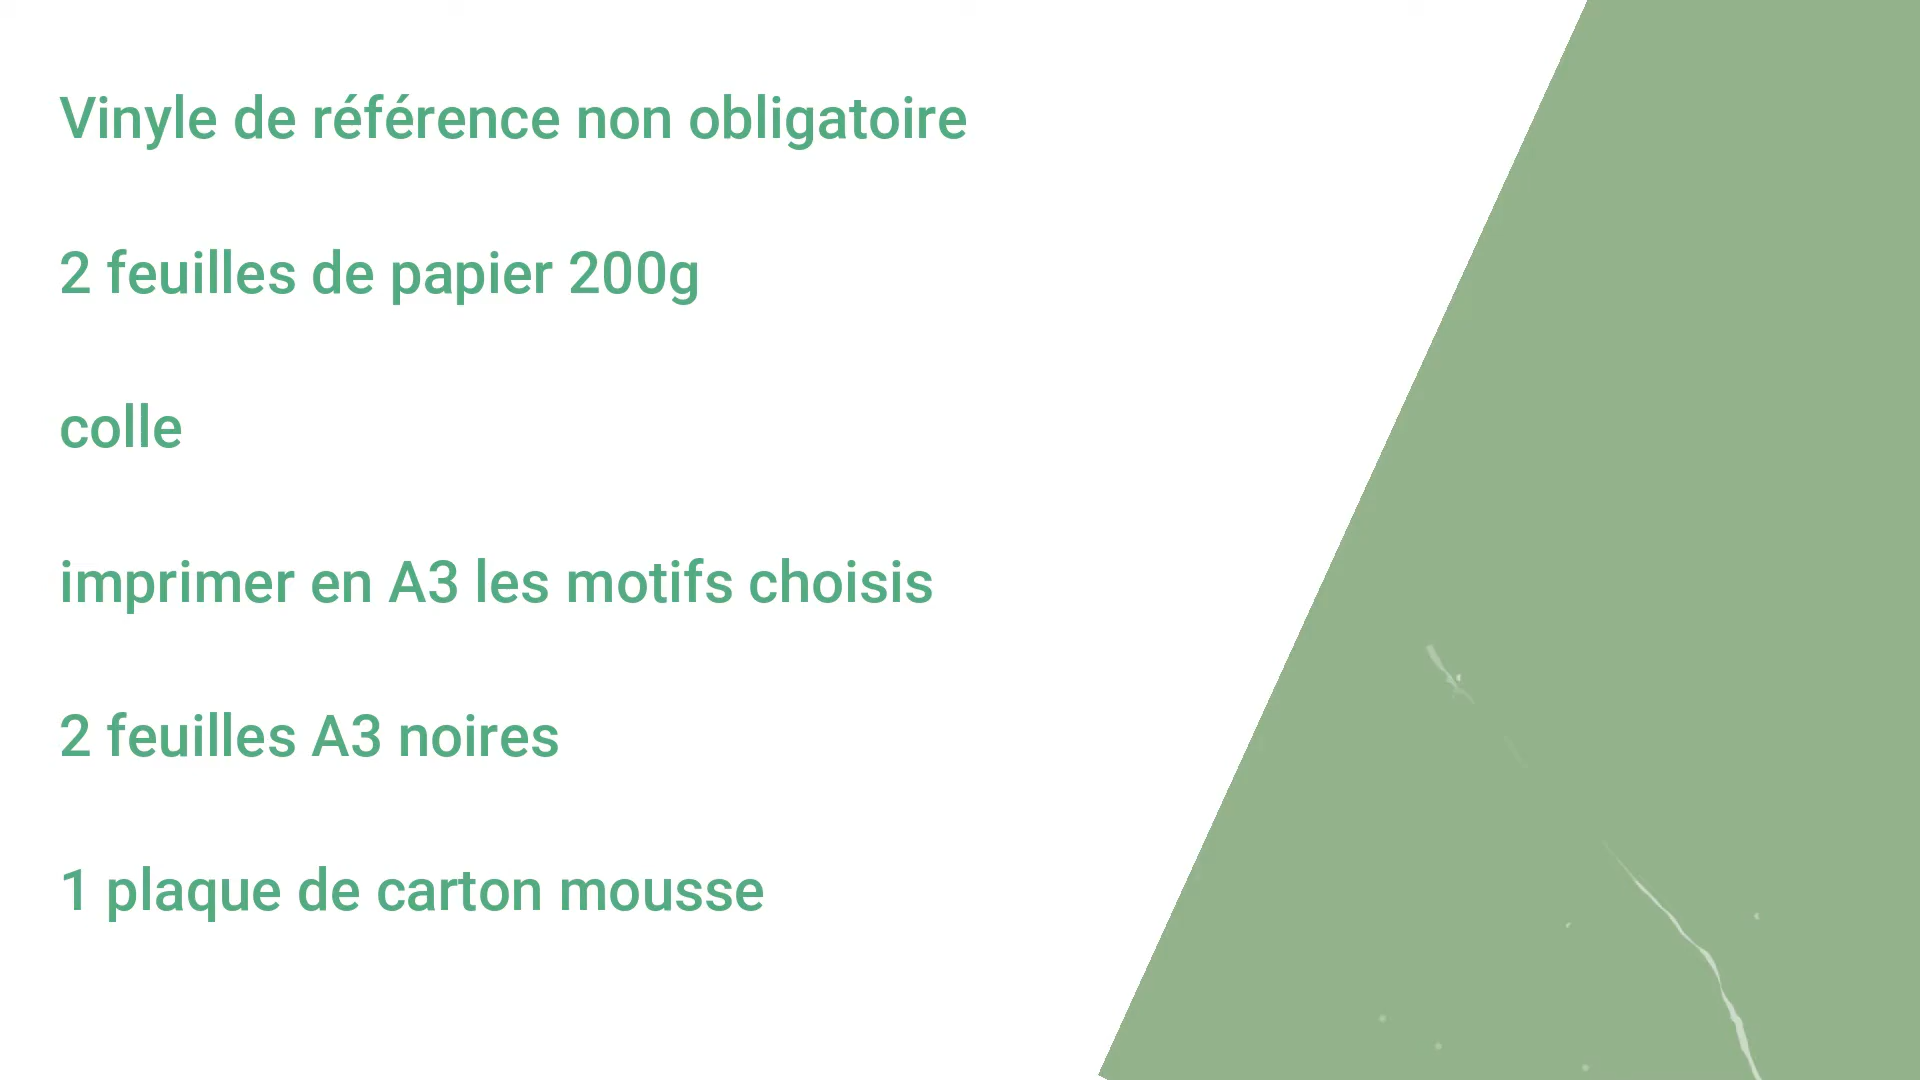 Vinyle de référence non obligatoire
2 feuilles de papier 200g
colle
imprimer en A3 les motifs choisis
2 feuilles A3 noires
1 plaque de carton mousse